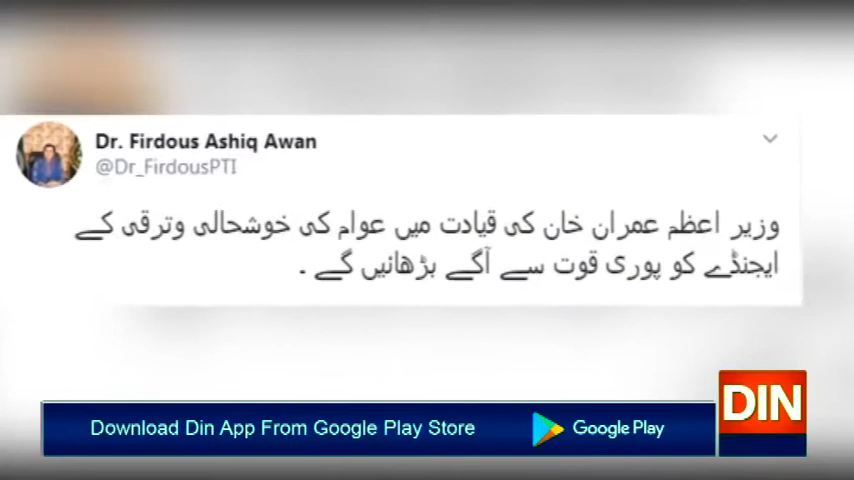 Dr. Firdous Ashiq Awan
@Dr_FirdousPTI
وزیر اعظم عمران خان کی قیادت میں عوام کی خوشحالی وترقی کے
ایجنڈے کو پوری قوت سے آگے بڑھانیں گے ۔
DIN
Download Din App From Google Play Store
Google Play